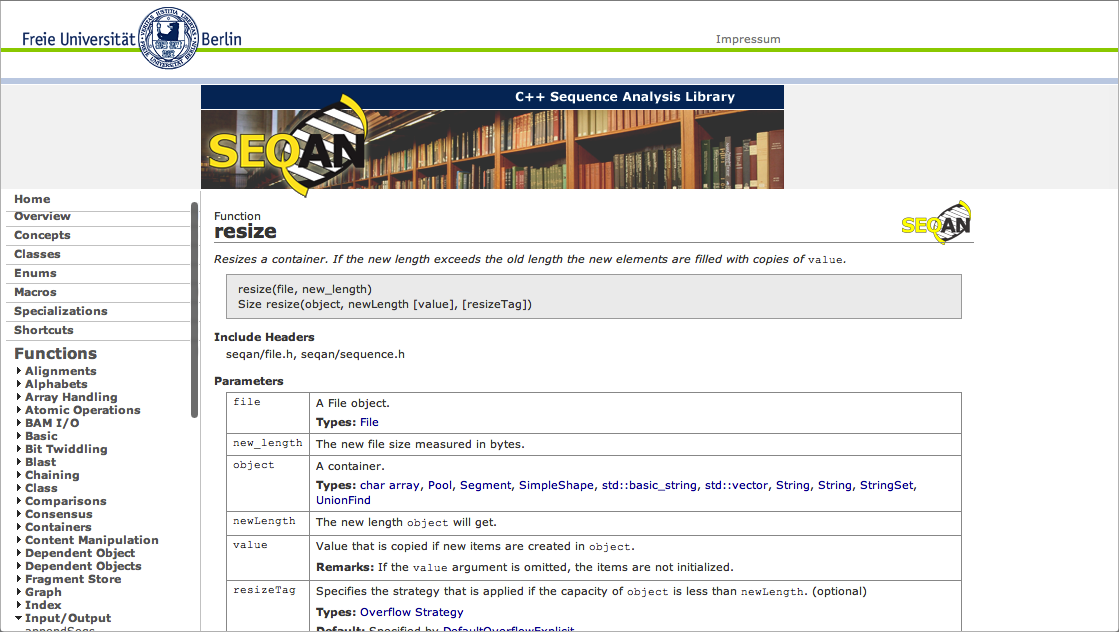 Freie Universität Berlin
Impressum
C++ Sequence Analysis Library
SEQAN
Home
Overview
Concepts
Classes
Enums
Macros
Specializations
Shortcuts
Functions
Alignments
Alphabets
Array Handling
Atomic Operations
BAM I/O
Basic
Bit Twiddling
Blast
Chaining
Class
Comparisons
Consensus
Containers
Content Manipulation
Dependent Object
Dependent Objects
Fragment Store
Graph
Index
Input/Output
appendSeqs
Function
resize
SEQAN
Resizes a container. If the new length exceeds the old length the new elements are filled with copies of value.
resize(file, new_length)
Size resize(object, newLength [value], [resizeTag])
Include Headers
seqan/file.h, seqan/sequence.h
Parameters
file A File object.
Types: File
new_length The new file size measured in bytes.
object A container.
Types: char array, Pool, Segment, SimpleShape, std::basic_string, std::vector, String, String, StringSet,
UnionFind
newLength The new length object will get.
value Value that is copied if new items are created in object.
Remarks: If the value argument is omitted, the items are not initialized.
resizeTag Specifies the strategy that is applied if the capacity of object is less than newLength. (optional)
Types: Overflow Strategy
Default: Specified by DefaultOverflowExplicit